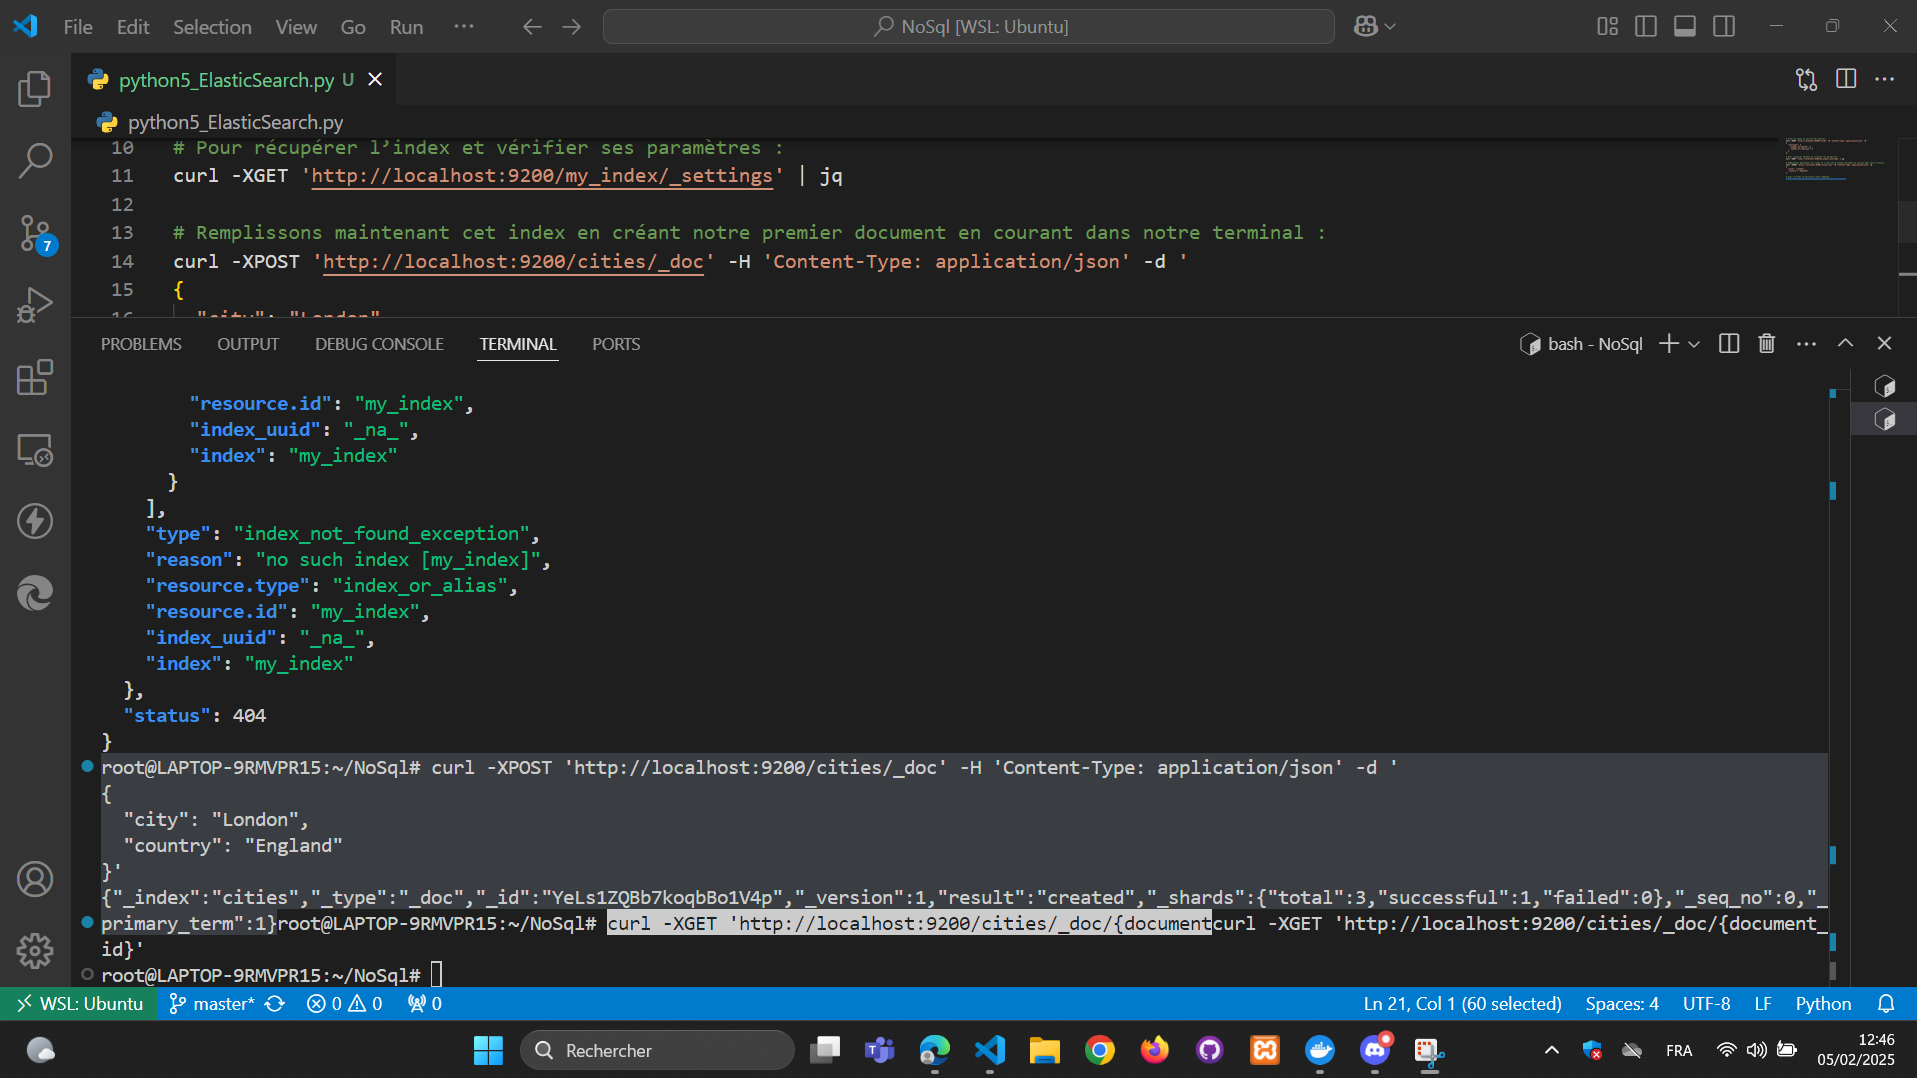 File Edit Selection View Go Run ··· NoSql [WSL: Ubuntu]
python5_ElasticSearch.py U
python5_ElasticSearch.py
10 # Pour récupérer l’index et vérifier ses paramètres :
11 curl -XGET 'http://localhost:9200/my_index/_settings' | jq
12
13 # Remplissons maintenant cet index en créant notre premier document en courant dans notre terminal :
14 curl -XPOST 'http://localhost:9200/cities/_doc' -H 'Content-Type: application/json' -d '
15 {
16 "city": "London",
PROBLEMS OUTPUT DEBUG CONSOLE TERMINAL PORTS bash - NoSql
7
"resource.id": "my_index",
"index_uuid": "_na_",
"index": "my_index"
}
],
"type": "index_not_found_exception",
"reason": "no such index [my_index]",
"resource.type": "index_or_alias",
"resource.id": "my_index",
"index_uuid": "_na_",
"index": "my_index"
},
"status": 404
}
root@LAPTOP-9RMVPR15:~/NoSql# curl -XPOST 'http://localhost:9200/cities/_doc' -H 'Content-Type: application/json' -d '
{
"city": "London",
"country": "England"
}'
{"_index":"cities","_type":"_doc","_id":"YeLs1ZQBb7koqbBo1V4p","_version":1,"result":"created","_shards":{"total":3,"successful":1,"failed":0},"_seq_no":0,"_
primary_term":1}root@LAPTOP-9RMVPR15:~/NoSql# curl -XGET 'http://localhost:9200/cities/_doc/{documentcurl -XGET 'http://localhost:9200/cities/_doc/{document_
id}'
root@LAPTOP-9RMVPR15:~/NoSql#
WSL: Ubuntu master* 0 0 0 Ln 21, Col 1 (60 selected) Spaces: 4 UTF-8 LF Python
Rechercher FRA 12:46
05/02/2025